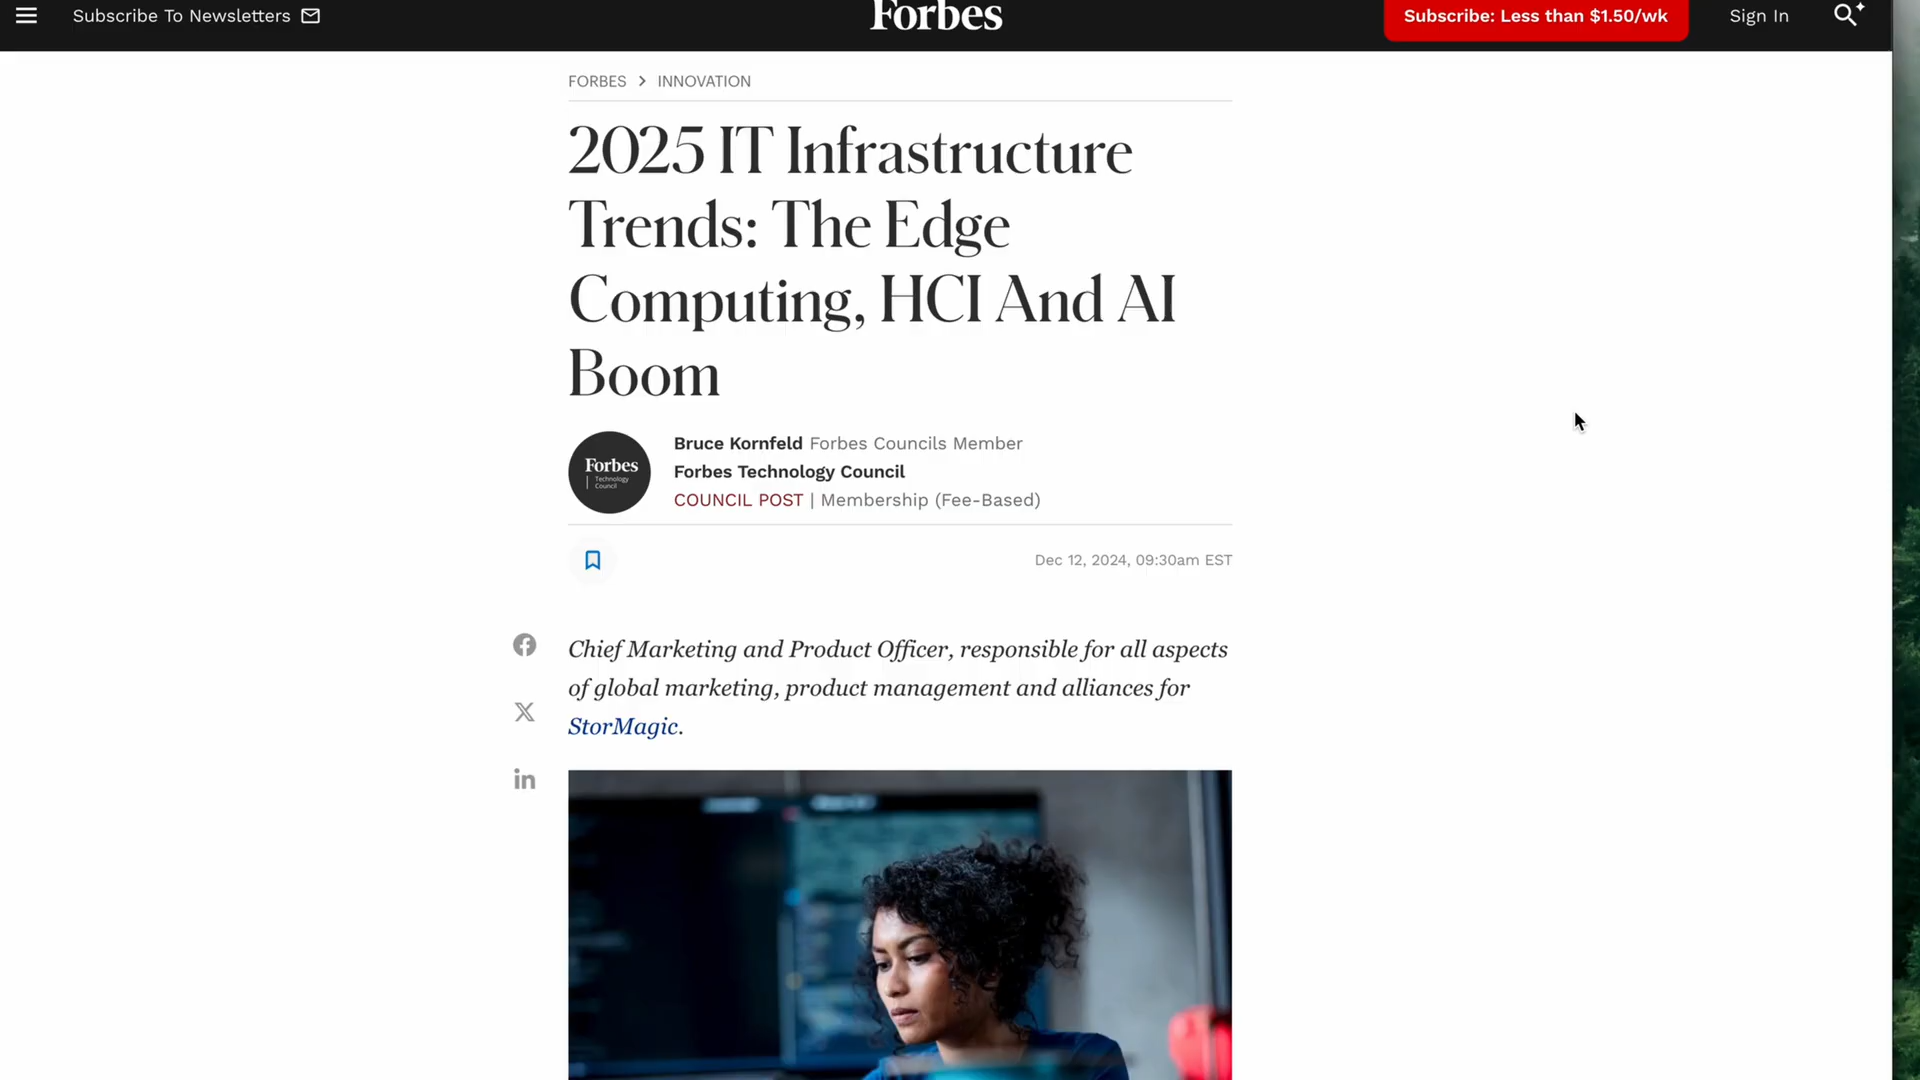 Subscribe To Newsletters
Forbes
Subscribe: Less than $1.50/wk
Sign In
FORBES > INNOVATION
2025 IT Infrastructure
Trends: The Edge
Computing, HCI And AI
Boom
Forbes
Technology
Council
Bruce Kornfeld Forbes Councils Member
Forbes Technology Council
COUNCIL POST | Membership (Fee-Based)
Dec 12, 2024, 09:30am EST
Chief Marketing and Product Officer, responsible for all aspects
of global marketing, product management and alliances for
StorMagic.